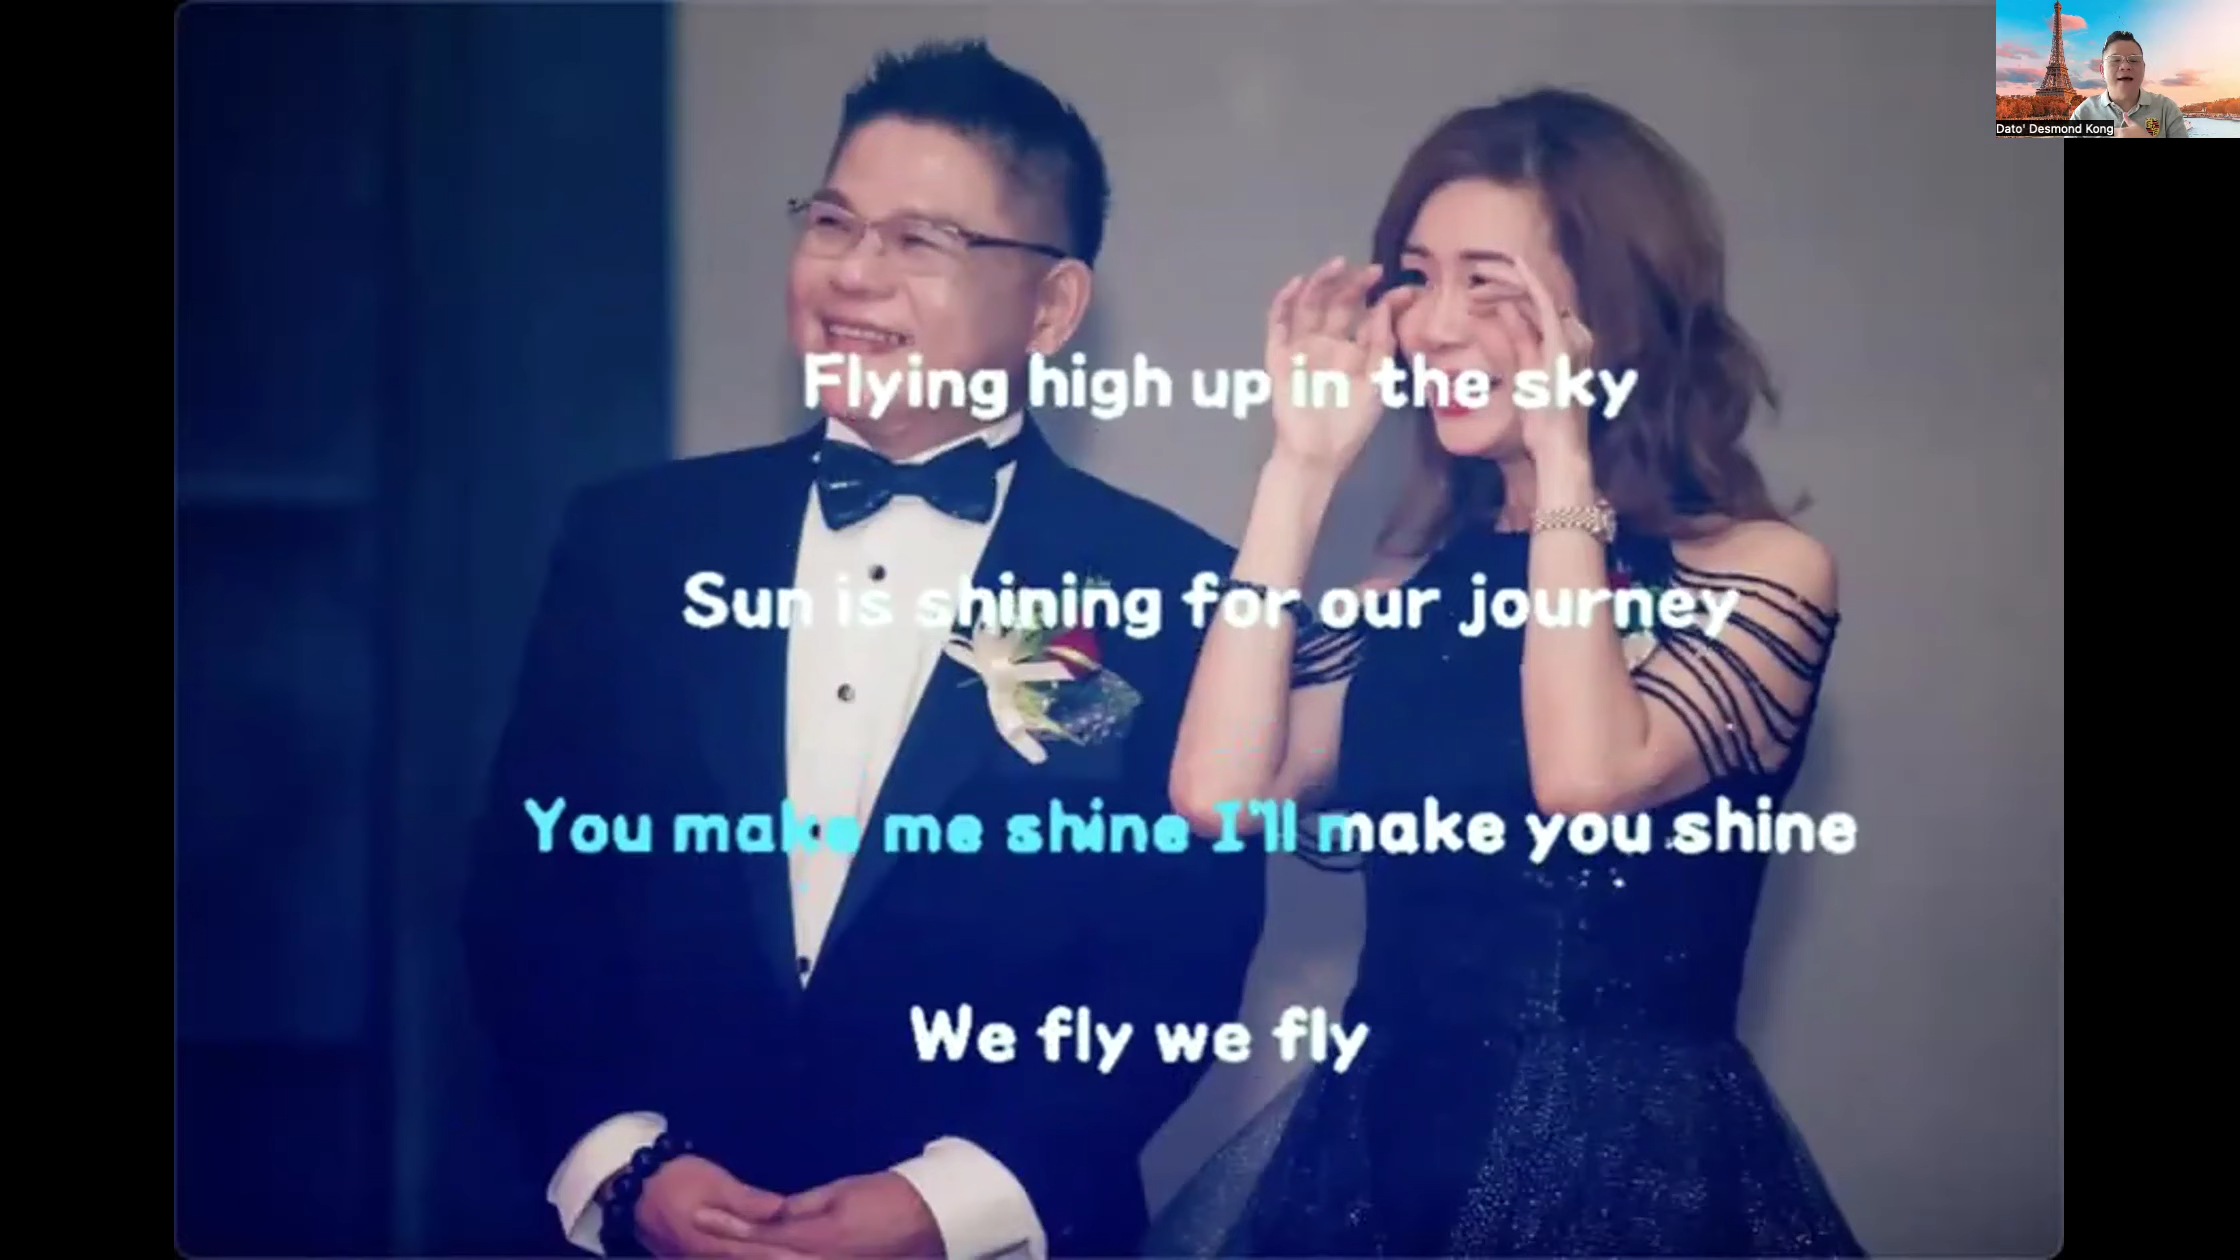 Dato' Desmond Kong
Flying high up in the sky
Sun is shining for our journey
You make me shine I'll make you shine
We fly we fly